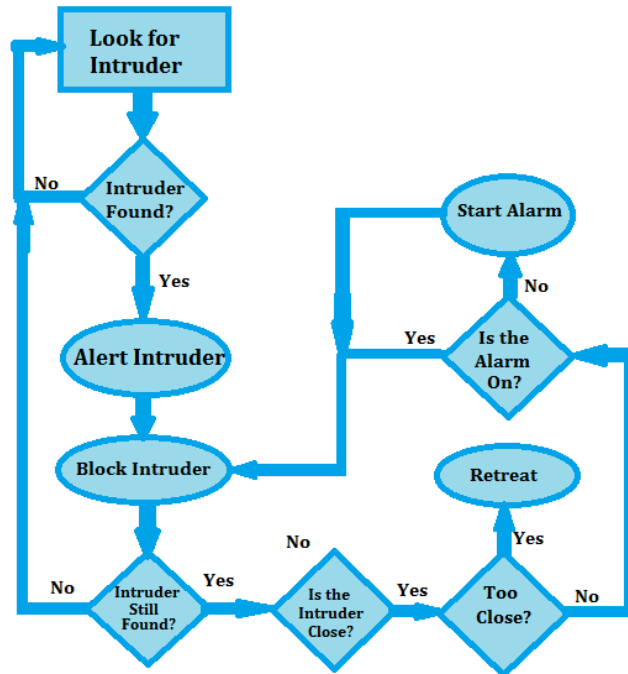 Look for
Intruder
No
Intruder
Found?
Yes
Start Alarm
No
Yes
Is the
Alarm
On?
Alert Intruder
Block Intruder
Retreat
Yes
No
No
Intruder
Still
Found?
Yes
Is the
Intruder
Close?
Yes
Too
Close?
No